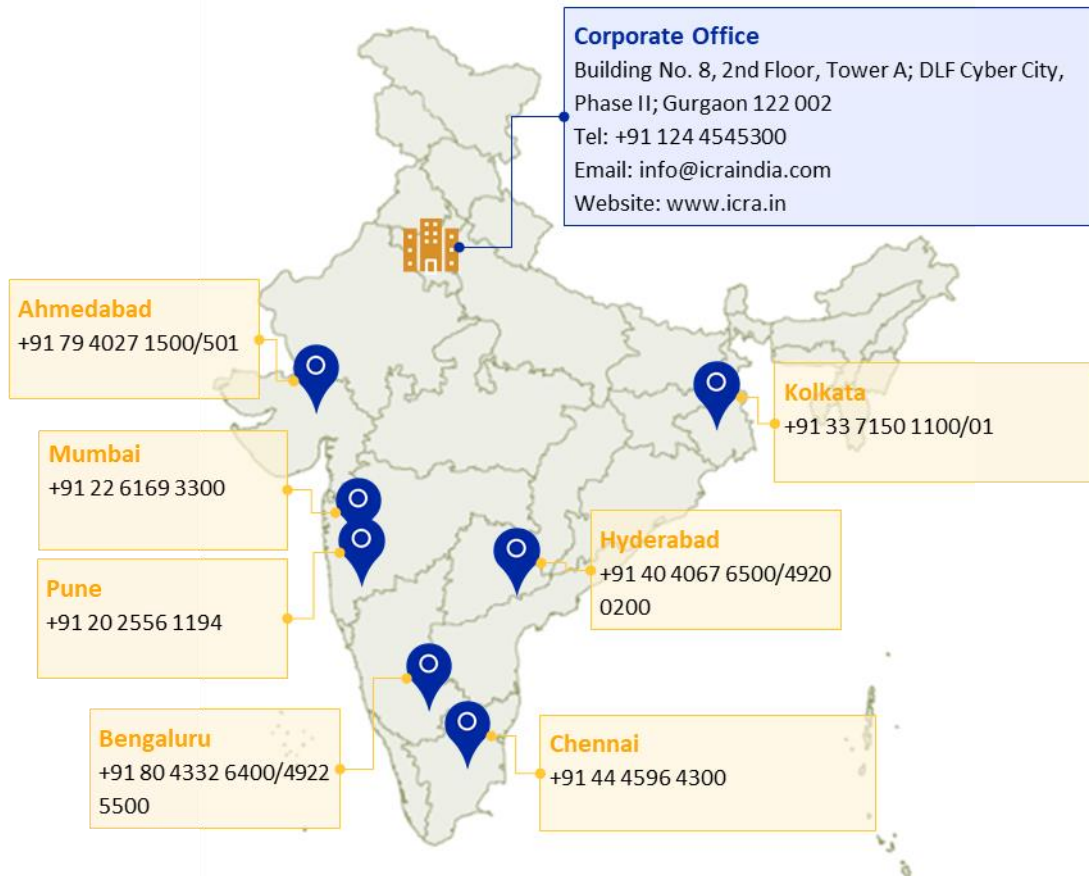 Corporate Office
Building No. 8, 2nd Floor, Tower A; DLF Cyber City,
Phase II; Gurgaon 122 002
Tel: +91 124 4545300
Email: info@icraindia.com
Website: www.icra.in
Ahmedabad
+91 79 4027 1500/501
Kolkata
+91 33 7150 1100/01
Mumbai
+91 22 6169 3300
Hyderabad
+91 40 4067 6500/4920
0200
Pune
+91 20 2556 1194
Bengaluru
+91 80 4332 6400/4922
5500
Chennai
+91 44 4596 4300